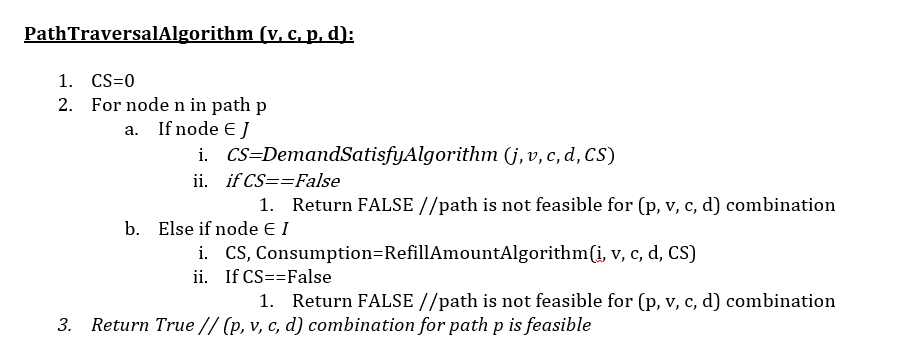 PathTraversalAlgorithm (v, c, p, d):
1. CS=0
2. For node n in path p
a. If node ∈ J
i. CS=DemandSatisfyAlgorithm (j, v, c, d, CS)
ii. if CS==False
1. Return FALSE //path is not feasible for (p, v, c, d) combination
b. Else if node ∈ I
i. CS, Consumption=RefillAmountAlgorithm(i, v, c, d, CS)
ii. If CS==False
1. Return FALSE //path is not feasible for (p, v, c, d) combination
3. Return True // (p, v, c, d) combination for path p is feasible